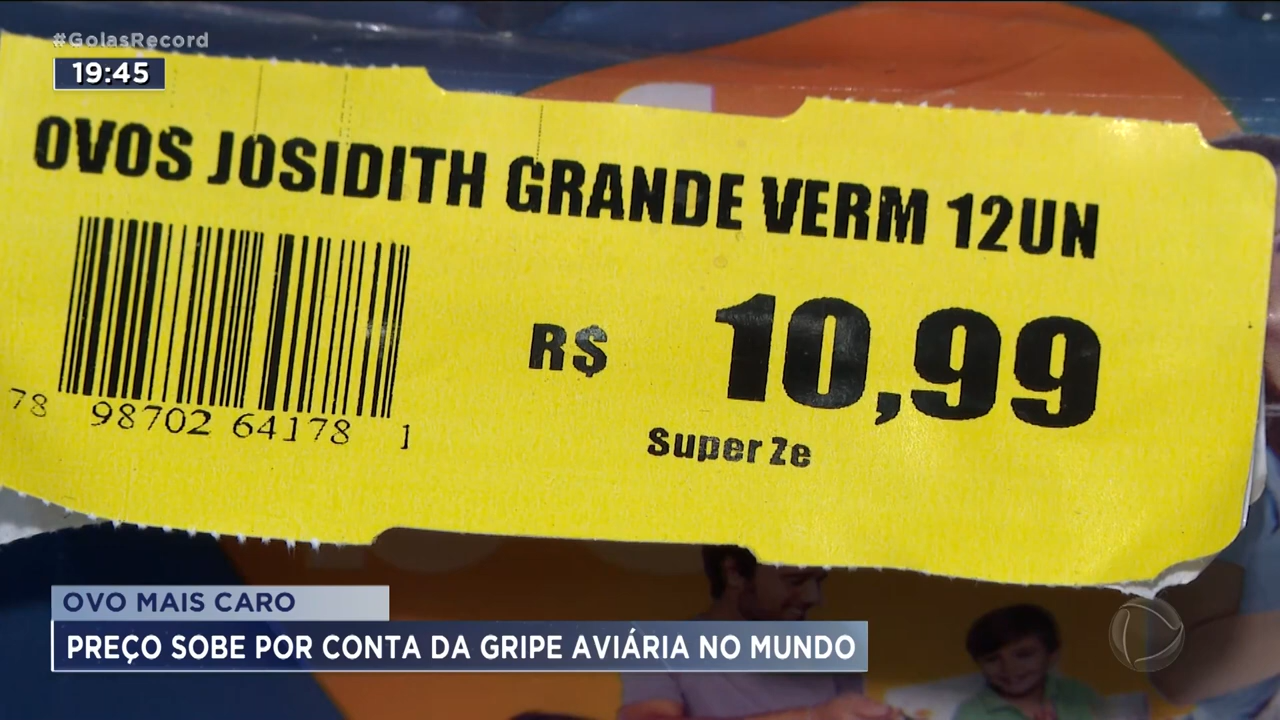 #GoiásRecord
19:45
OVOS JOSIDITH GRANDE VERM 12UN
R$ 10,99
78 98702 64178 1
Super Ze
OVO MAIS CARO
PREÇO SOBE POR CONTA DA GRIPE AVIÁRIA NO MUNDO